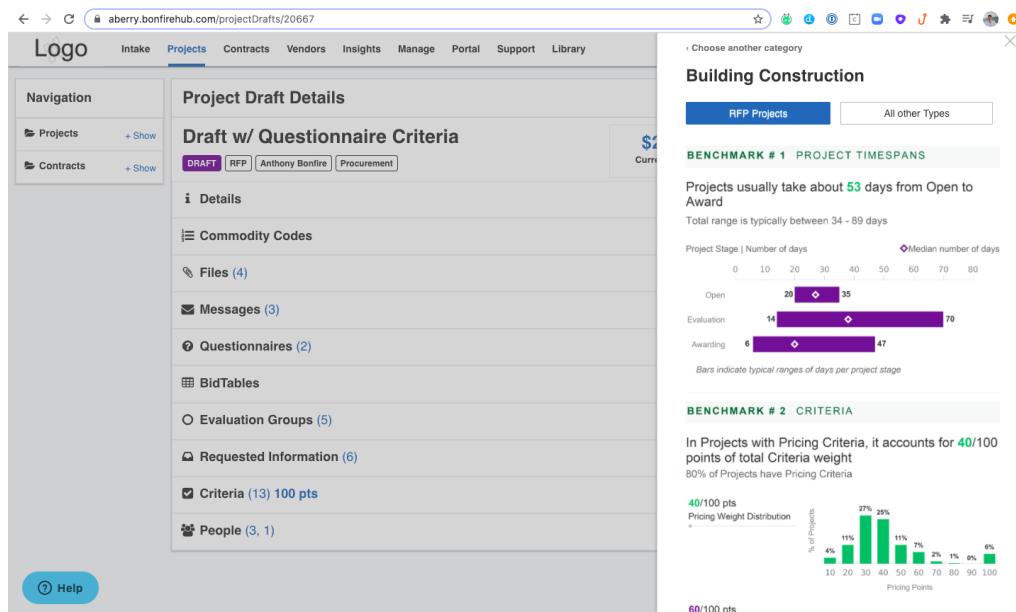 aberry.bonfirehub.com/projectDrafts/20667
Logo
Intake Projects Contracts Vendors Insights Manage Portal Support Library
Navigation
Projects + Show
Contracts + Show
Project Draft Details
Draft w/ Questionnaire Criteria
DRAFT RFP Anthony Bonfire Procurement
Details
Commodity Codes
Files (4)
Messages (3)
Questionnaires (2)
BidTables
Evaluation Groups (5)
Requested Information (6)
Criteria (13) 100 pts
People (3, 1)
Help
‹ Choose another category
Building Construction
RFP Projects All other Types
BENCHMARK # 1 PROJECT TIMESPANS
Projects usually take about 53 days from Open to
Award
Total range is typically between 34 - 89 days
Project Stage | Number of days Median number of days
0 10 20 30 40 50 60 70 80
Open 20 35
Evaluation 14 70
Awarding 6 47
Bars indicate typical ranges of days per project stage
BENCHMARK # 2 CRITERIA
In Projects with Pricing Criteria, it accounts for 40/100
points of total Criteria weight
80% of Projects have Pricing Criteria
40/100 pts
Pricing Weight Distribution
% of Projects
4% 11% 27% 25% 11% 7% 2% 1% 0% 6%
10 20 30 40 50 60 70 80 90 100
Pricing Points
60/100 pts